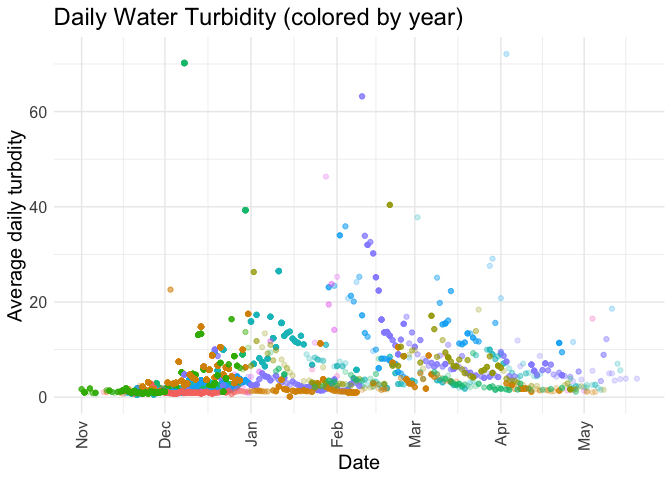 Daily Water Turbidity (colored by year)
Average daily turbdity
60
40
20
0
Nov
Dec
Jan
Feb
Mar
Apr
May
Date